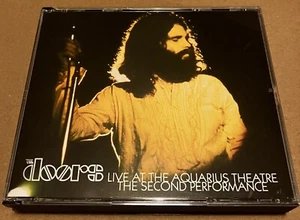 THE
doors
LIVE AT THE AQUARIUS THEATRE
THE SECOND PERFORMANCE